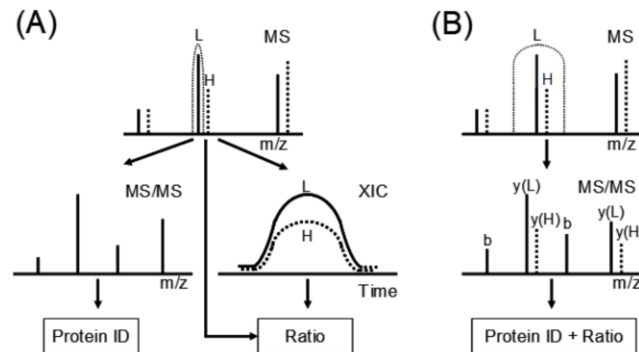 (A)
L
MS
H
m/z
MS/MS
m/z
L
XIC
H
Time
Protein ID
Ratio
(B)
L
MS
H
m/z
y(L)
MS/MS
b
y(H)
b
y(L)
y(H
m/z
Protein ID + Ratio